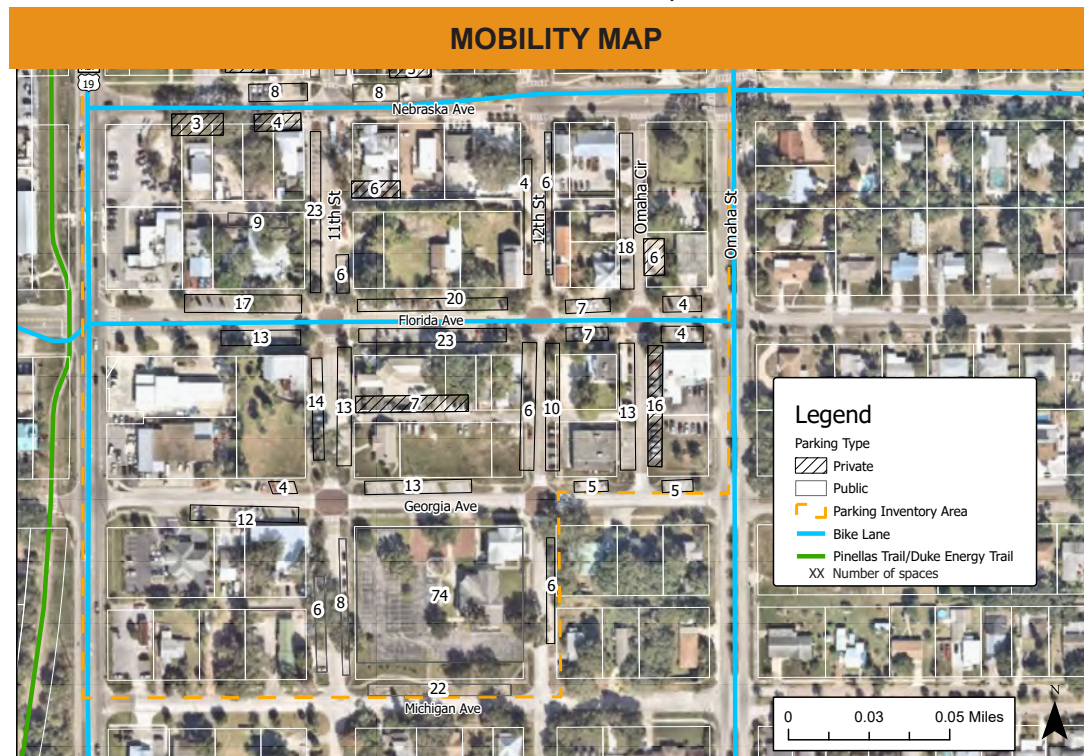 MOBILITY MAP
19
8
8
Nebraska Ave
3
4
23
11th St
6
9
6
17
20
4
12th St
6
18
Omaha Cir
6
Omaha St
7
4
Florida Ave
13
23
7
4
14
13
7
6
10
13
16
4
13
5
5
Georgia Ave
12
6
8
74
6
22
Michigan Ave
Legend
Parking Type
Private
Public
Parking Inventory Area
Bike Lane
Pinellas Trail/Duke Energy Trail
XX Number of spaces
N
0 0.03 0.05 Miles